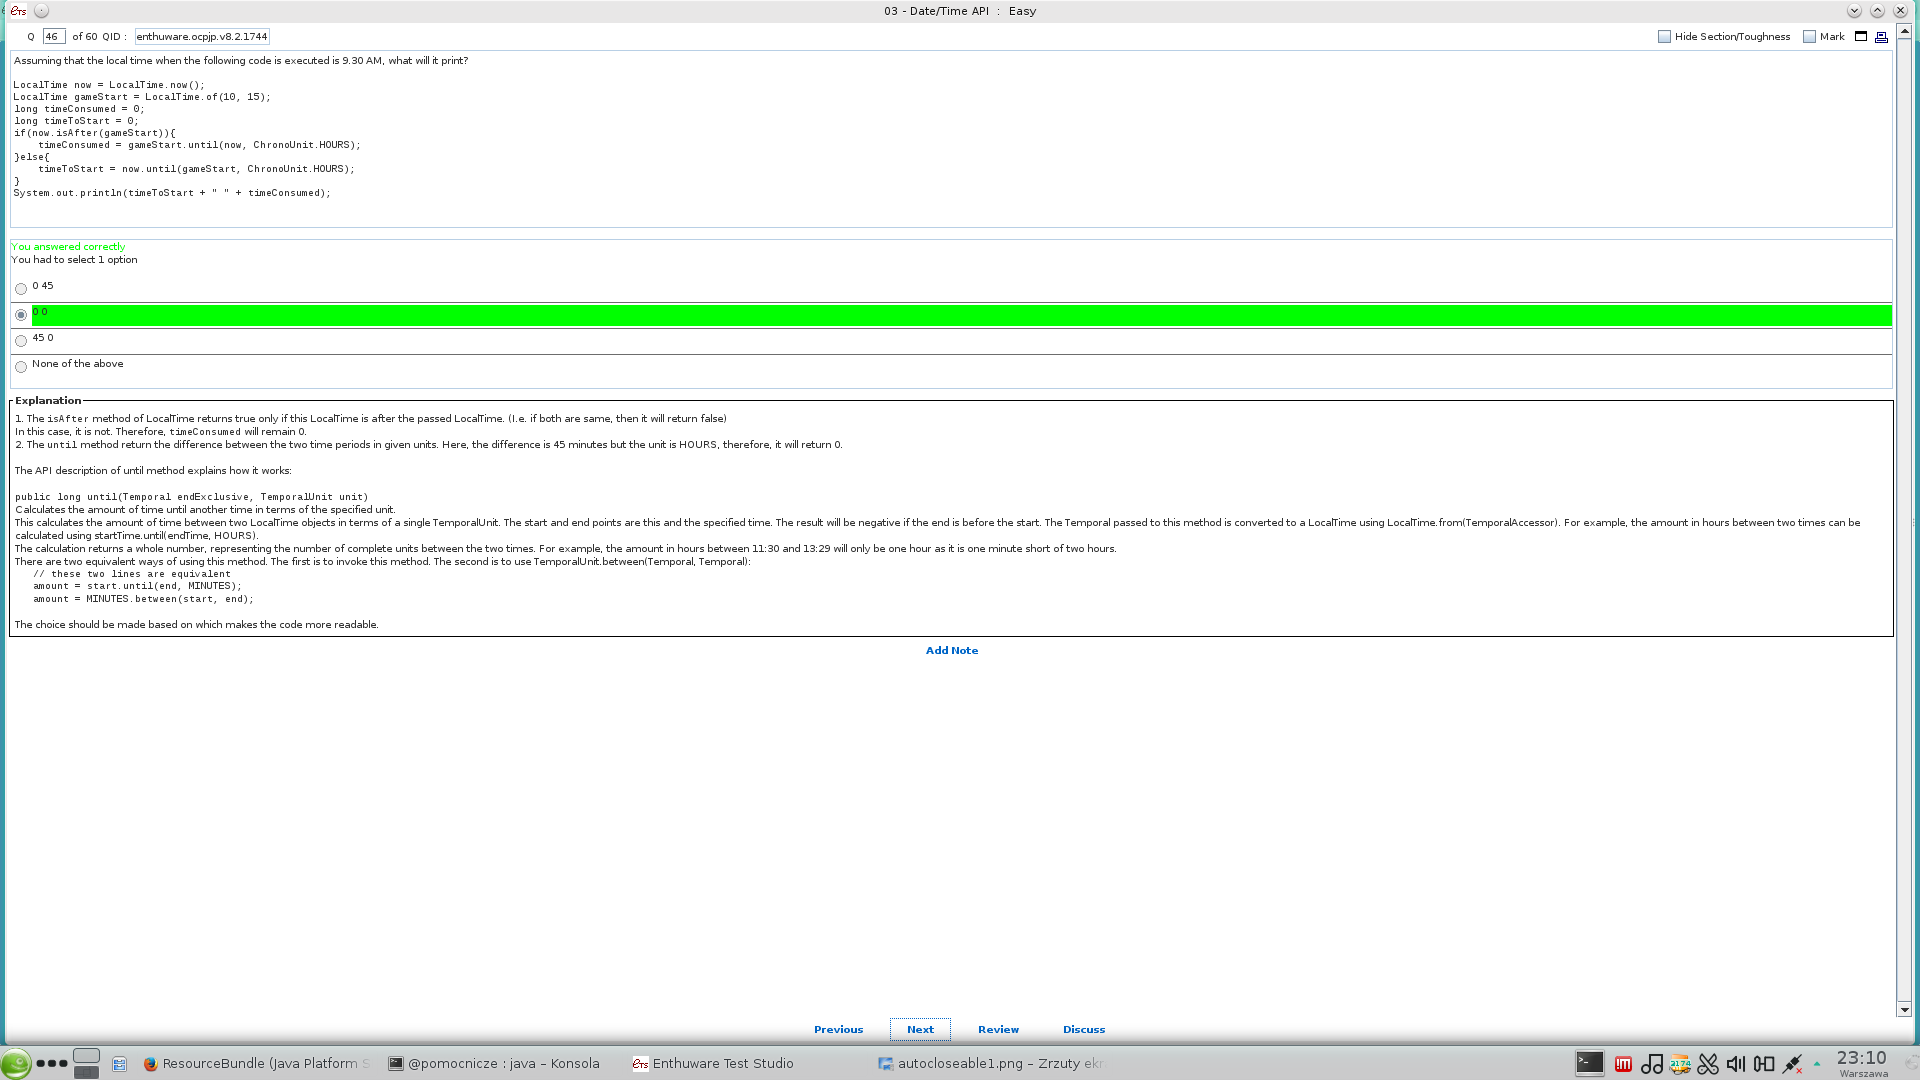 ETS
03 - Date/Time API : Easy
Q 46 of 60 QID : enthuware.ocpjp.v8.2.1744
Hide Section/Toughness Mark
Assuming that the local time when the following code is executed is 9.30 AM, what will it print?
LocalTime now = LocalTime.now();
LocalTime gameStart = LocalTime.of(10, 15);
long timeConsumed = 0;
long timeToStart = 0;
if(now.isAfter(gameStart)){
    timeConsumed = gameStart.until(now, ChronoUnit.HOURS);
}else{
    timeToStart = now.until(gameStart, ChronoUnit.HOURS);
}
System.out.println(timeToStart + " " + timeConsumed);
You answered correctly
You had to select 1 option
0 45
0 0
45 0
None of the above
Explanation
1. The isAfter method of LocalTime returns true only if this LocalTime is after the passed LocalTime. (I.e. if both are same, then it will return false)
In this case, it is not. Therefore, timeConsumed will remain 0.
2. The until method return the difference between the two time periods in given units. Here, the difference is 45 minutes but the unit is HOURS, therefore, it will return 0.
The API description of until method explains how it works:
public long until(Temporal endExclusive, TemporalUnit unit)
Calculates the amount of time until another time in terms of the specified unit.
This calculates the amount of time between two LocalTime objects in terms of a single TemporalUnit. The start and end points are this and the specified time. The result will be negative if the end is before the start. The Temporal passed to this method is converted to a LocalTime using LocalTime.from(TemporalAccessor). For example, the amount in hours between two times can be
calculated using startTime.until(endTime, HOURS).
The calculation returns a whole number, representing the number of complete units between the two times. For example, the amount in hours between 11:30 and 13:29 will only be one hour as it is one minute short of two hours.
There are two equivalent ways of using this method. The first is to invoke this method. The second is to use TemporalUnit.between(Temporal, Temporal):
// these two lines are equivalent
amount = start.until(end, MINUTES);
amount = MINUTES.between(start, end);
The choice should be made based on which makes the code more readable.
Add Note
Previous Next Review Discuss
ResourceBundle (Java Platform S
@pomocnicze : java – Konsola
ETS Enthuware Test Studio
autocloseable1.png – Zrzuty ekr
3174
23:10
Warszawa